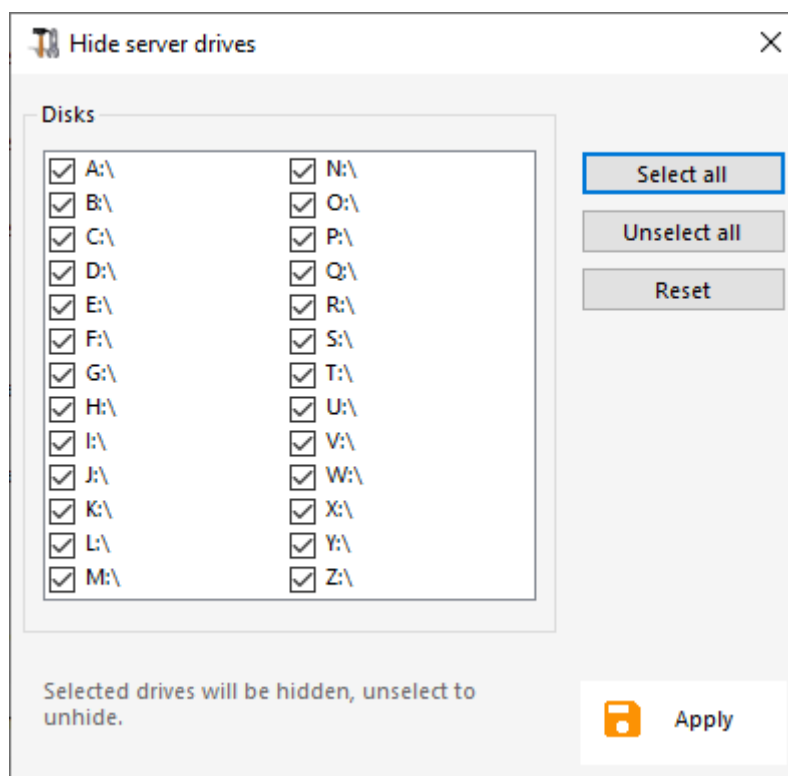 Hide server drives
Disks
A:\
B:\
C:\
D:\
E:\
F:\
G:\
H:\
I:\
J:\
K:\
L:\
M:\
N:\
O:\
P:\
Q:\
R:\
S:\
T:\
U:\
V:\
W:\
X:\
Y:\
Z:\
Select all
Unselect all
Reset
Selected drives will be hidden, unselect to
unhide.
Apply